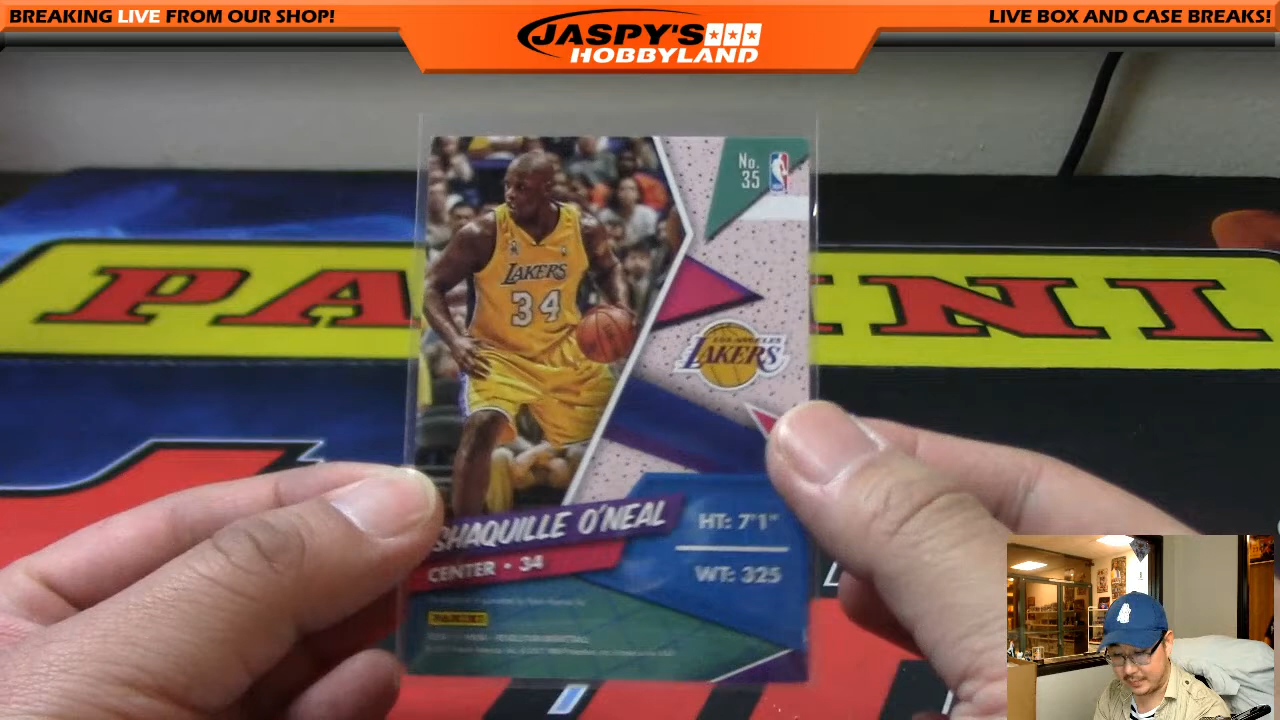 BREAKING LIVE FROM OUR SHOP!
JASPY'S
HOBBYLAND
LIVE BOX AND CASE BREAKS!
No.
35
LAKERS
34
LOS ANGELES
LAKERS
PA
INI
SHAQUILLE O'NEAL
CENTER • 34
HT: 7'1"
WT: 325
PANINI